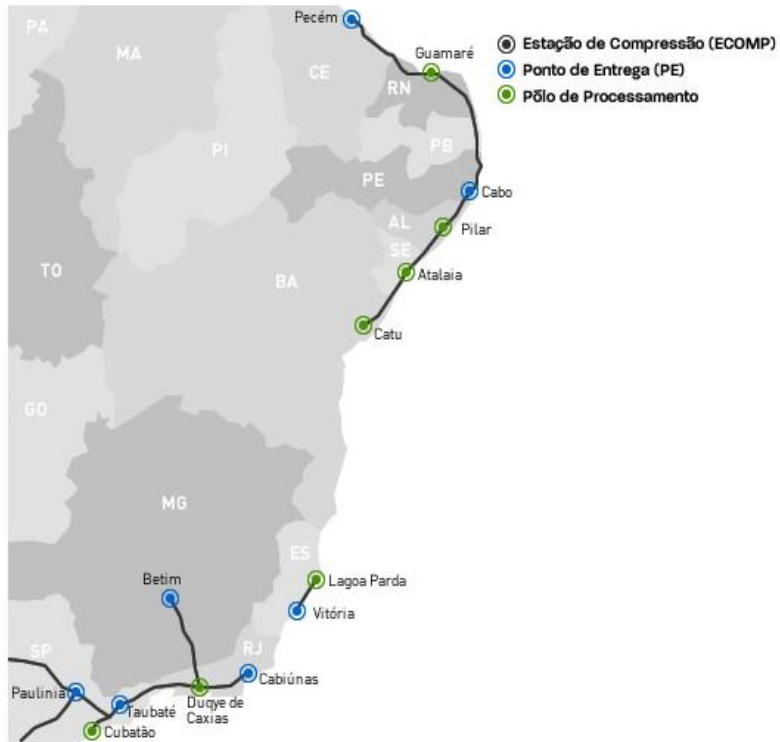 Pecém
PA
Guamaré
Estação de Compressão (ECOMP)
MA
CE
Ponto de Entrega (PE)
RN
Pólo de Processamento
PI
PB
PE
Cabo
AL
Pilar
SE
TO
BA
Atalaia
Catu
GO
MG
ES
Betim
Lagoa Parda
Vitória
SP
RJ
Paulinia
Cabiúnas
Taubaté
Duqye de
Caxias
Cubatão